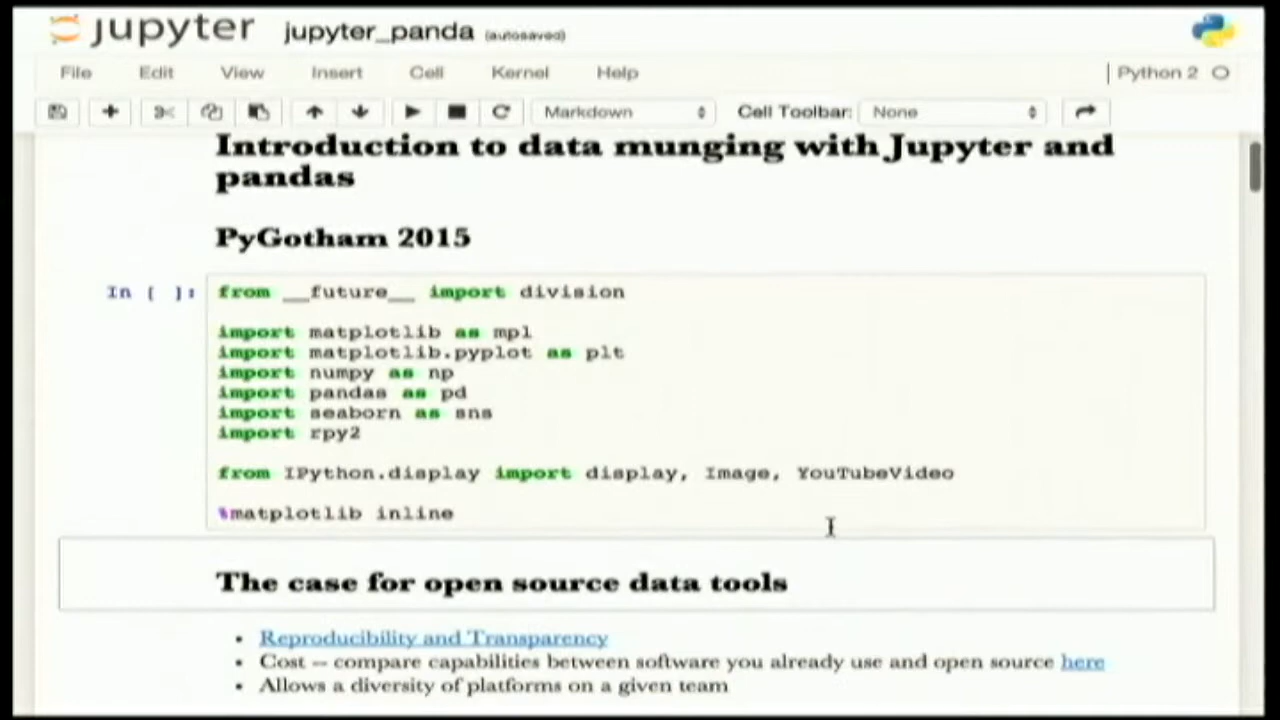 jupyter jupyter_panda (autosaved)
File Edit View Insert Cell Kernel Help Python 2
Markdown Cell Toolbar: None
Introduction to data munging with Jupyter and
pandas
PyGotham 2015
In [ ]: from __future__ import division
import matplotlib as mpl
import matplotlib.pyplot as plt
import numpy as np
import pandas as pd
import seaborn as sns
import rpy2
from IPython.display import display, Image, YouTubeVideo
%matplotlib inline
The case for open source data tools
• Reproducibility and Transparency
• Cost – compare capabilities between software you already use and open source here
• Allows a diversity of platforms on a given team